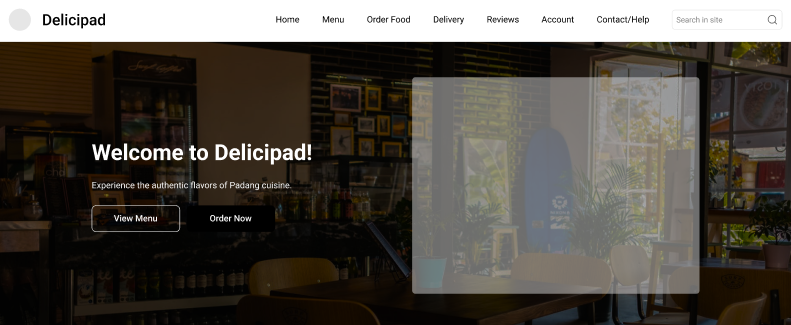 Delicipad
Home Menu Order Food Delivery Reviews Account Contact/Help Search in site
Welcome to Delicipad!
Experience the authentic flavors of Padang cuisine.
View Menu Order Now